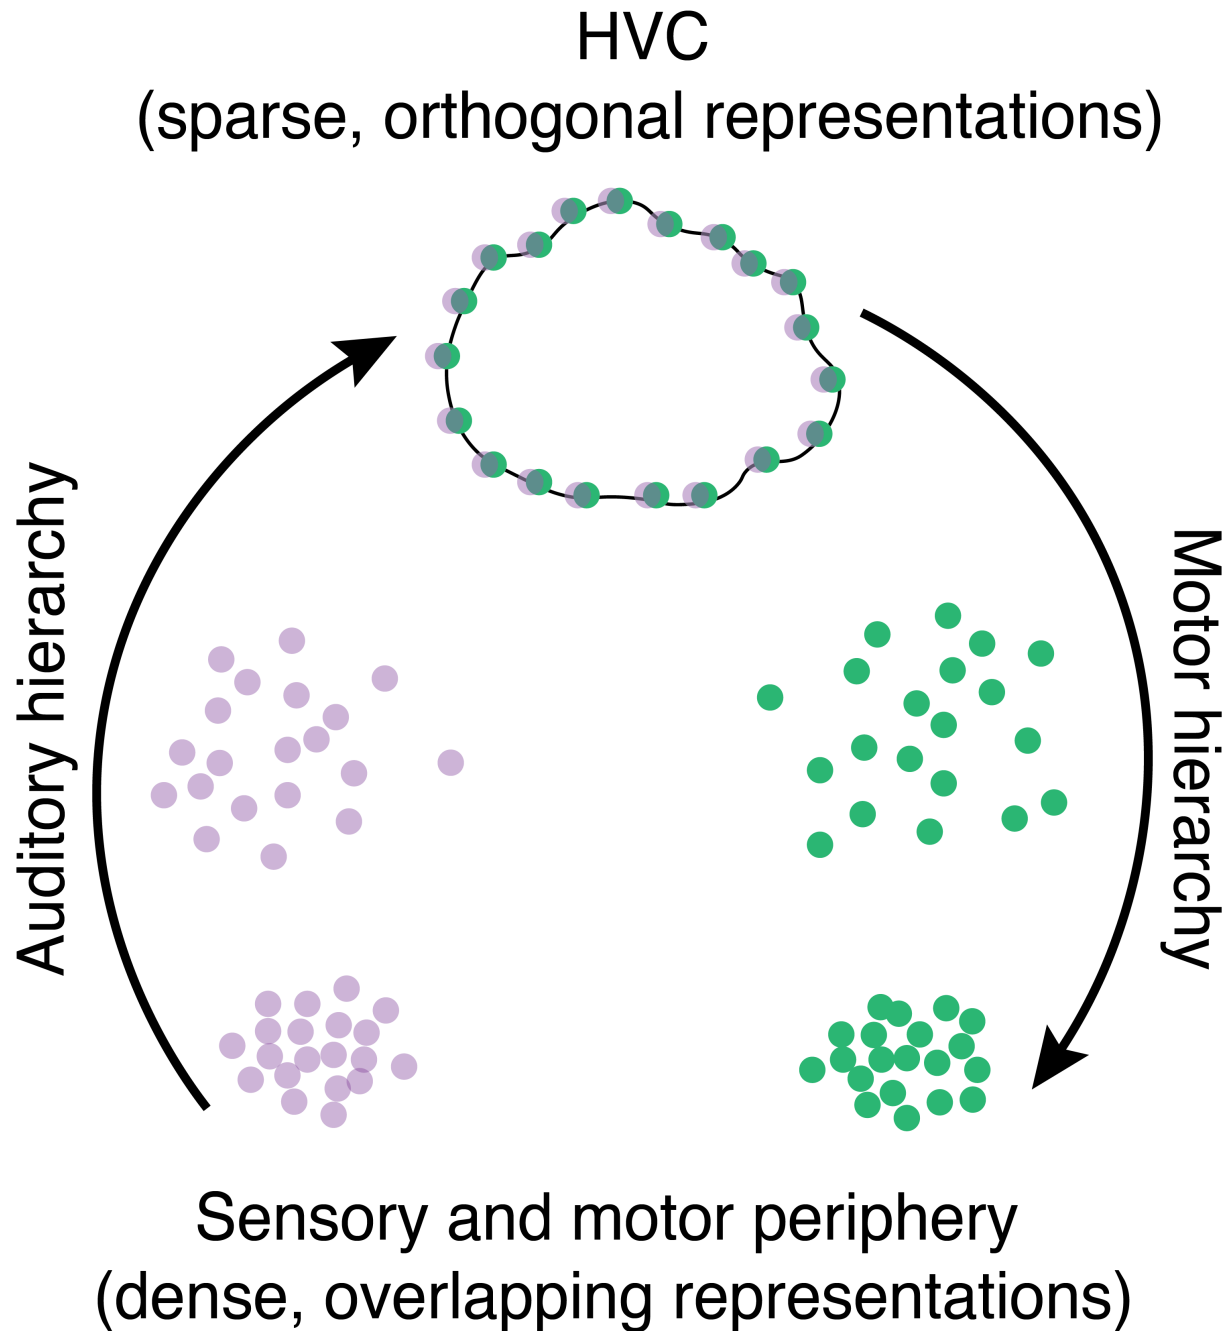 HVC
(sparse, orthogonal representations)
Auditory hierarchy
Motor hierarchy
Sensory and motor periphery
(dense, overlapping representations)